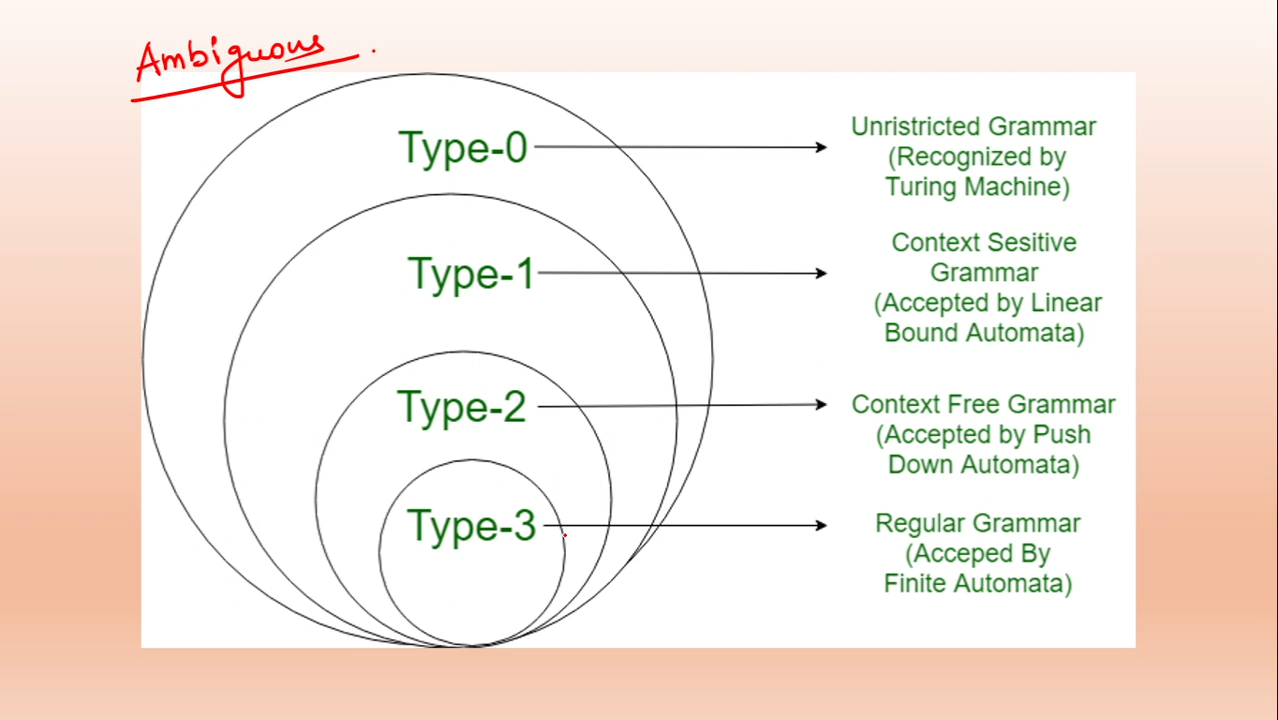 Ambiguous.
Type-0
Unristricted Grammar
(Recognized by
Turing Machine)
Type-1
Context Sesitive
Grammar
(Accepted by Linear
Bound Automata)
Type-2
Context Free Grammar
(Accepted by Push
Down Automata)
Type-3
Regular Grammar
(Acceped By
Finite Automata)